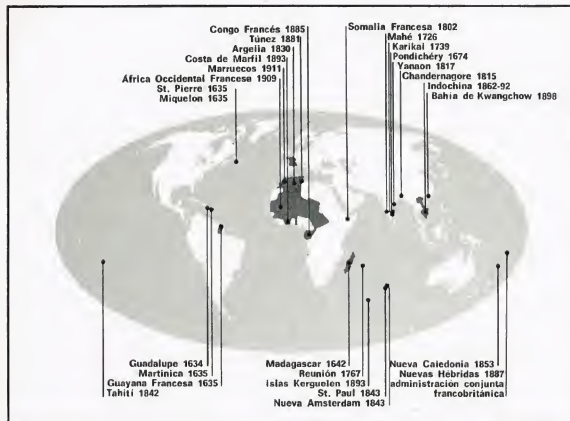 Congo Francés 1885
Túnez 1881
Argelia 1830
Costa de Marfil 1893
Marruecos 1911
África Occidental Francesa 1909
St. Pierre 1635
Miquelon 1635
Somalia Francesa 1802
Mahé 1726
Karikal 1739
Pondichéry 1674
Yanaon 1817
Chandernagore 1815
Indochina 1862-92
Bahía de Kwangchow 1898
Guadalupe 1634
Martinica 1635
Guayana Francesa 1635
Tahití 1842
Madagascar 1642
Reunión 1767
Islas Kerguelen 1893
St. Paul 1843
Nueva Amsterdam 1843
Nueva Caledonia 1853
Nuevas Hébridas 1887
administración conjunta
francobritánica